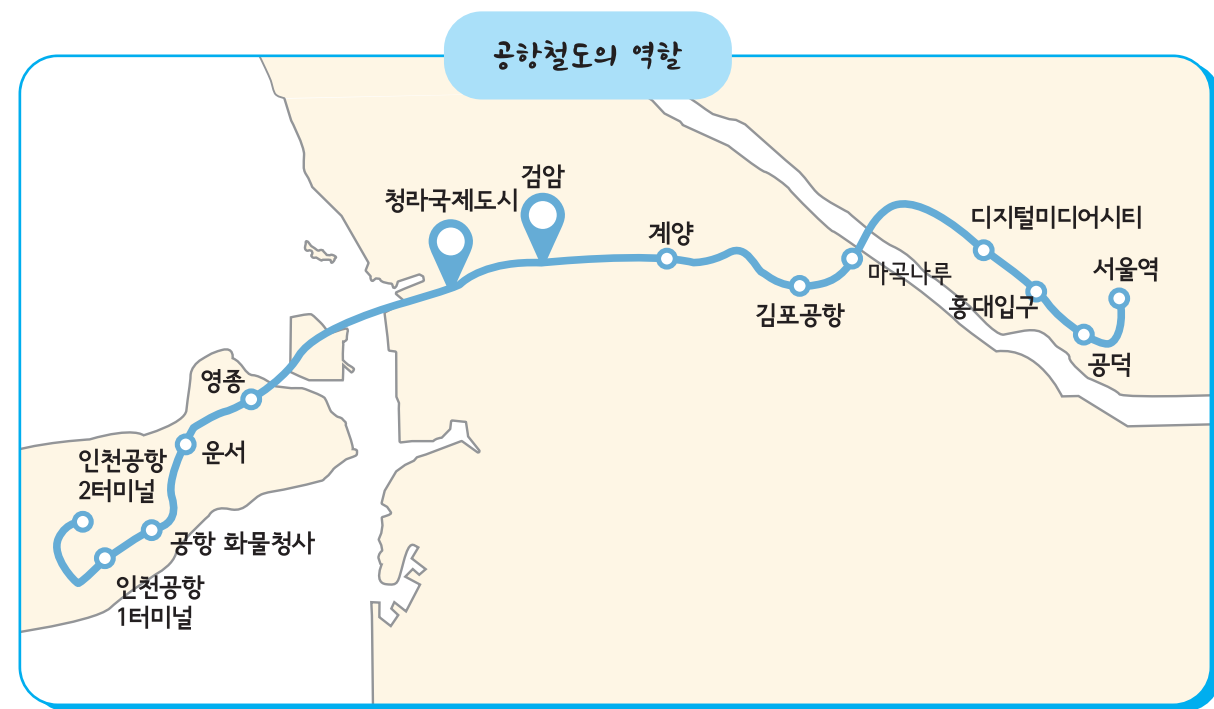 공항철도의 역할
검암
청라국제도시
계양
디지털미디어시티
마곡나루
서울역
김포공항
홍대입구
공덕
영종
운서
인천공항
2터미널
공항 화물청사
인천공항
1터미널